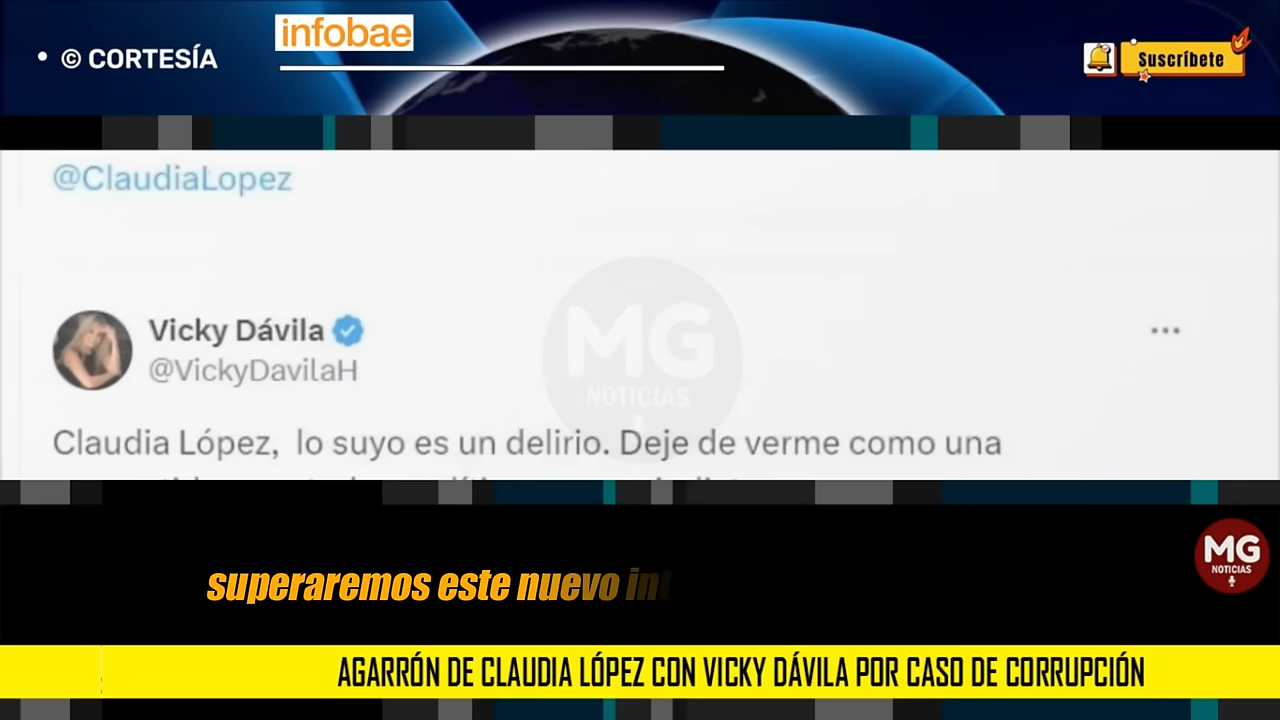 infobae
• © CORTESÍA
Suscríbete
@ClaudiaLopez
Vicky Dávila
@VickyDavilaH
Claudia López, lo suyo es un delirio. Deje de verme como una
MG
NOTICIAS
superaremos este nuevo
MG
NOTICIAS
AGARRÓN DE CLAUDIA LÓPEZ CON VICKY DÁVILA POR CASO DE CORRUPCIÓN